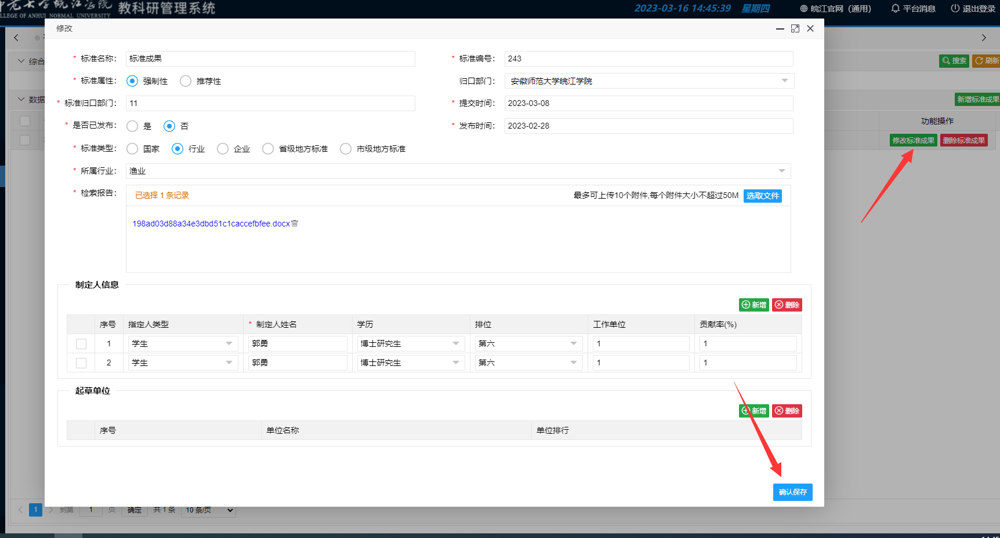 教科研管理系统
LLEGE OF ANHUI NORMAL UNIVERSITY
2023-03-16 14:45:39 星期四
皖江官网（通用）
平台消息
退出登录
修改
综合
搜索
刷新
数据
新增标准成果
功能操作
修改标准成果 删除标准成果
* 标准名称： 标准成果
* 标准编号： 243
* 标准属性： 强制性 推荐性
归口部门： 安徽师范大学皖江学院
* 标准归口部门： 11
* 提交时间： 2023-03-08
* 是否已发布： 是 否
* 发布时间： 2023-02-28
* 标准类型： 国家 行业 企业 省级地方标准 市级地方标准
* 所属行业： 渔业
* 检索报告： 已选择 1 条记录 最多可上传10个附件,每个附件大小不超过50M 选取文件
198ad03d88a34e3dbd51c1caccefbfee.docx
制定人信息
新增 删除
序号 指定人类型 * 制定人姓名 学历 排位 工作单位 贡献率(%)
1 学生 郭勇 博士研究生 第六 1 1
2 学生 郭勇 博士研究生 第六 1 1
起草单位
新增 删除
序号 单位名称 单位排行
确认保存
1 到第 1 页 确定 共 1 条 10 条/页